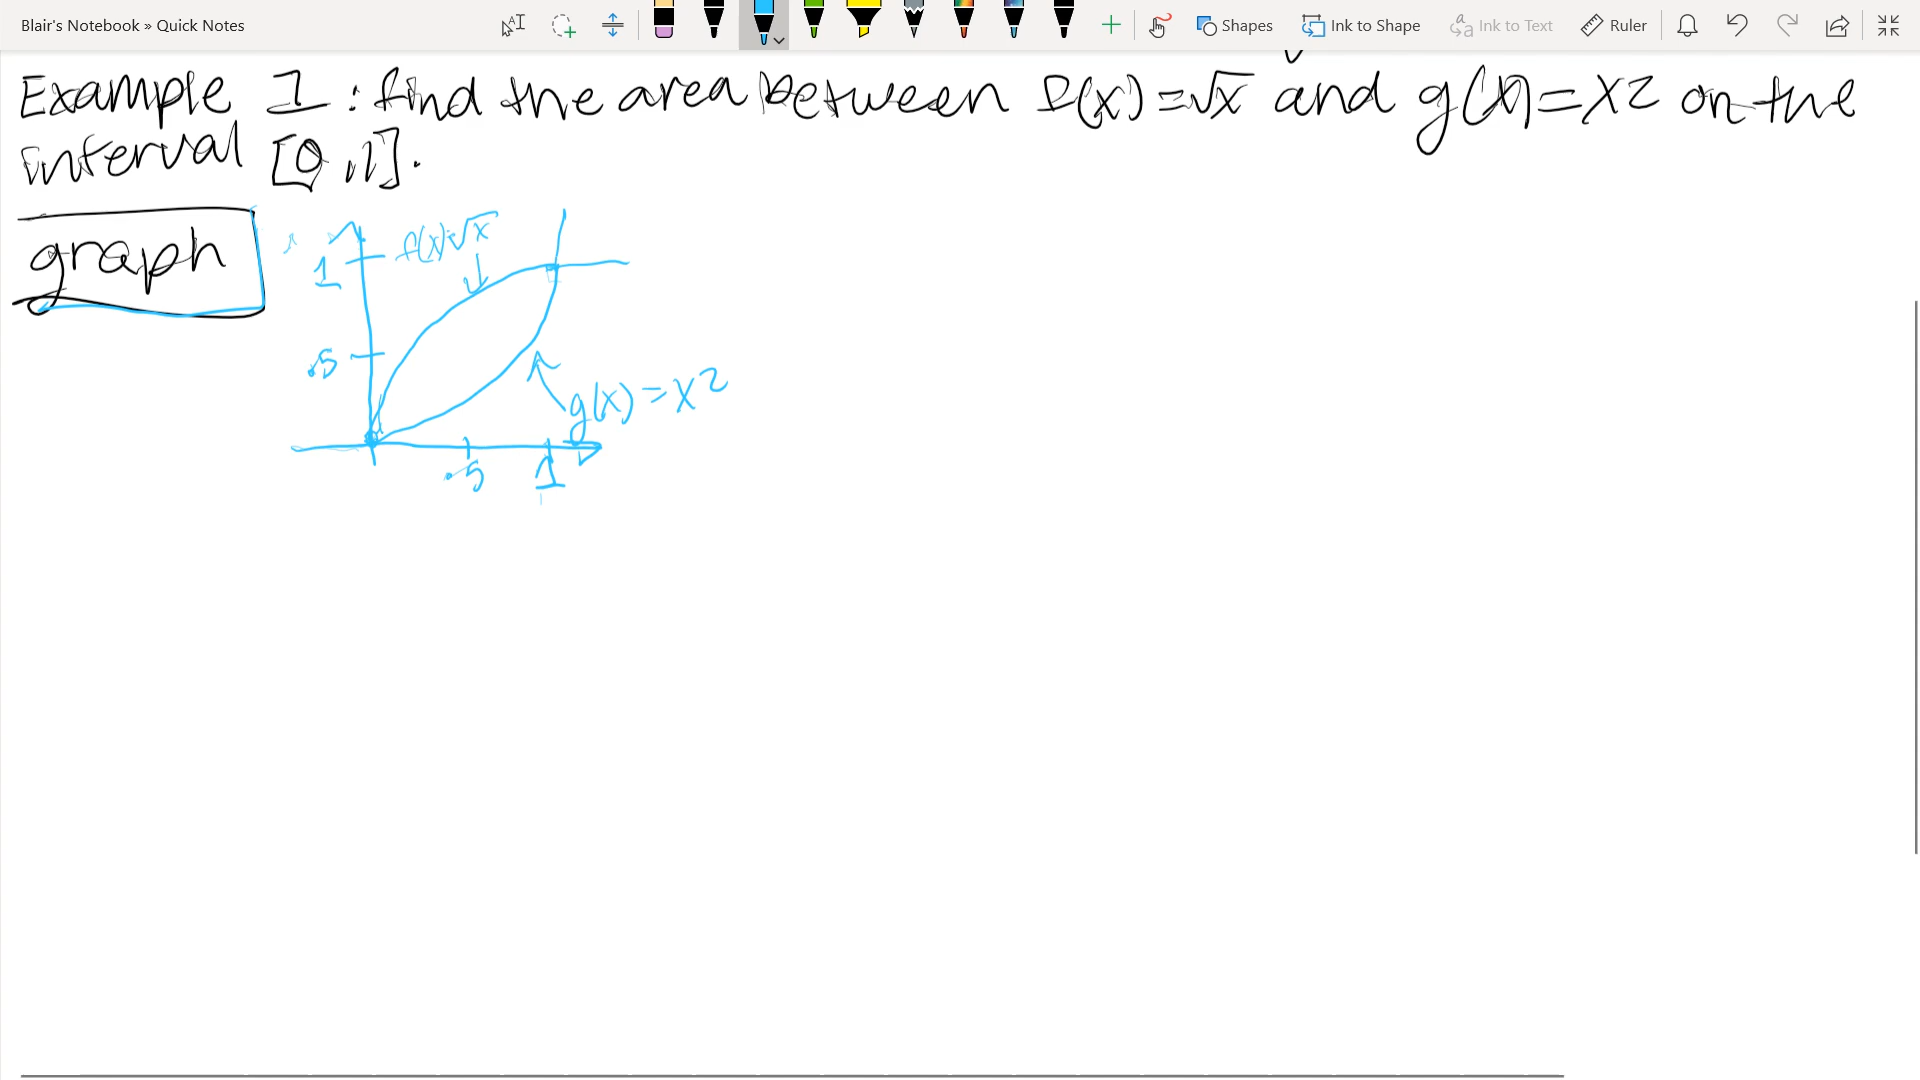 Blair's Notebook » Quick Notes
Shapes
Ink to Shape
Ink to Text
Ruler
Example 1: find the area between f(x)=√x and g(x)=x2 on the
interval [0,1].
graph
f(x)=√x
1
.5
g(x)=x²
.5 1